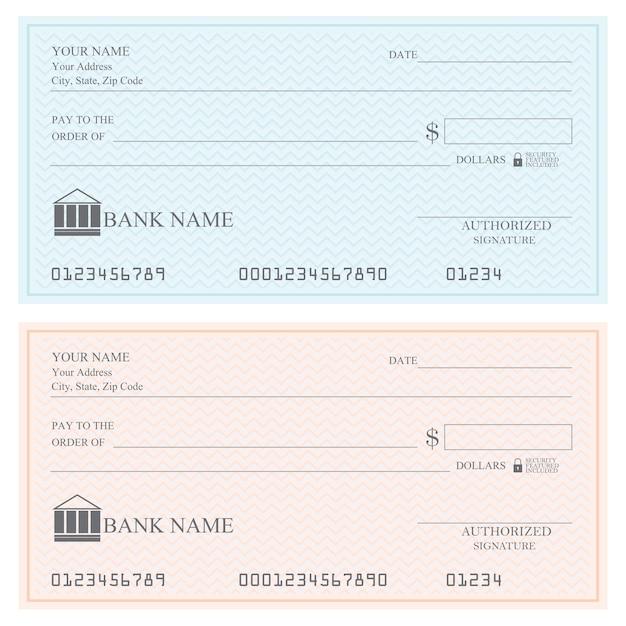 YOUR NAME
Your Address
City, State, Zip Code
DATE
PAY TO THE
ORDER OF
$
DOLLARS
SECURITY
FEATURED
INCLUDED
BANK NAME
AUTHORIZED
SIGNATURE
0123456789 0001234567890 01234
YOUR NAME
Your Address
City, State, Zip Code
DATE
PAY TO THE
ORDER OF
$
DOLLARS
SECURITY
FEATURED
INCLUDED
BANK NAME
AUTHORIZED
SIGNATURE
0123456789 0001234567890 01234